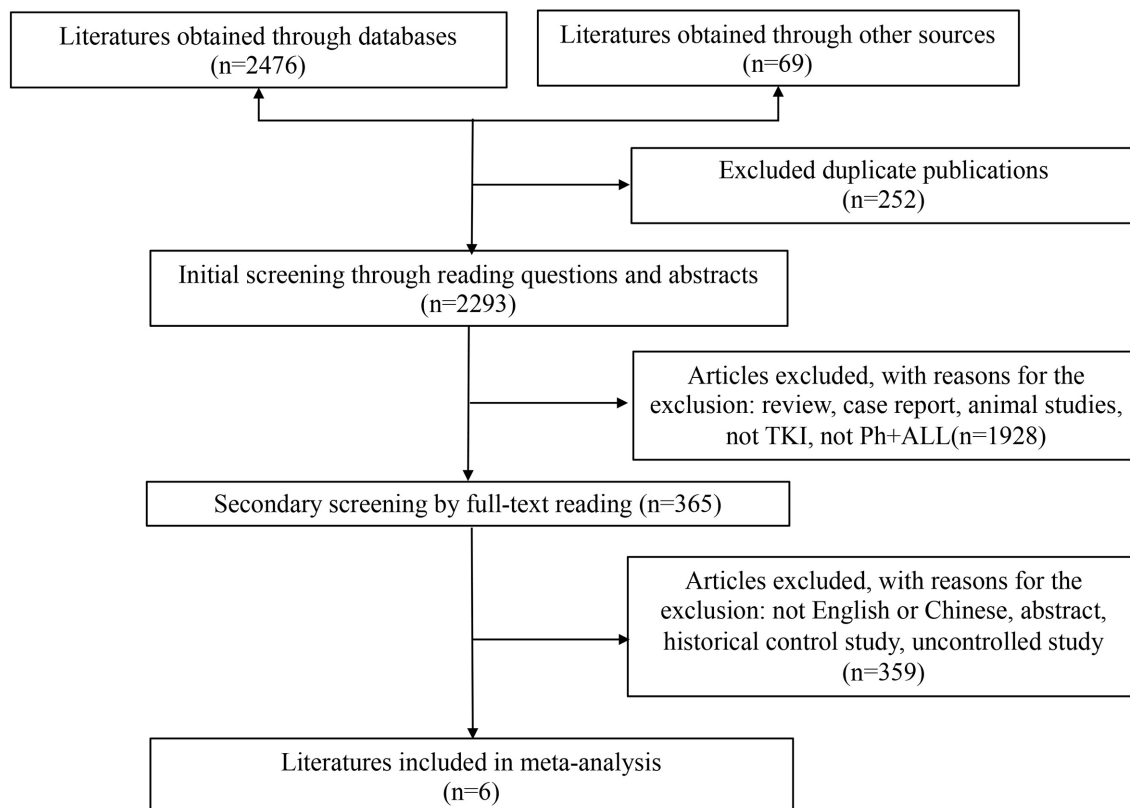 Literatures obtained through databases
(n=2476)
Literatures obtained through other sources
(n=69)
Excluded duplicate publications
(n=252)
Initial screening through reading questions and abstracts
(n=2293)
Articles excluded, with reasons for the
exclusion: review, case report, animal studies,
not TKI, not Ph+ALL(n=1928)
Secondary screening by full-text reading (n=365)
Articles excluded, with reasons for the
exclusion: not English or Chinese, abstract,
historical control study, uncontrolled study
(n=359)
Literatures included in meta-analysis
(n=6)